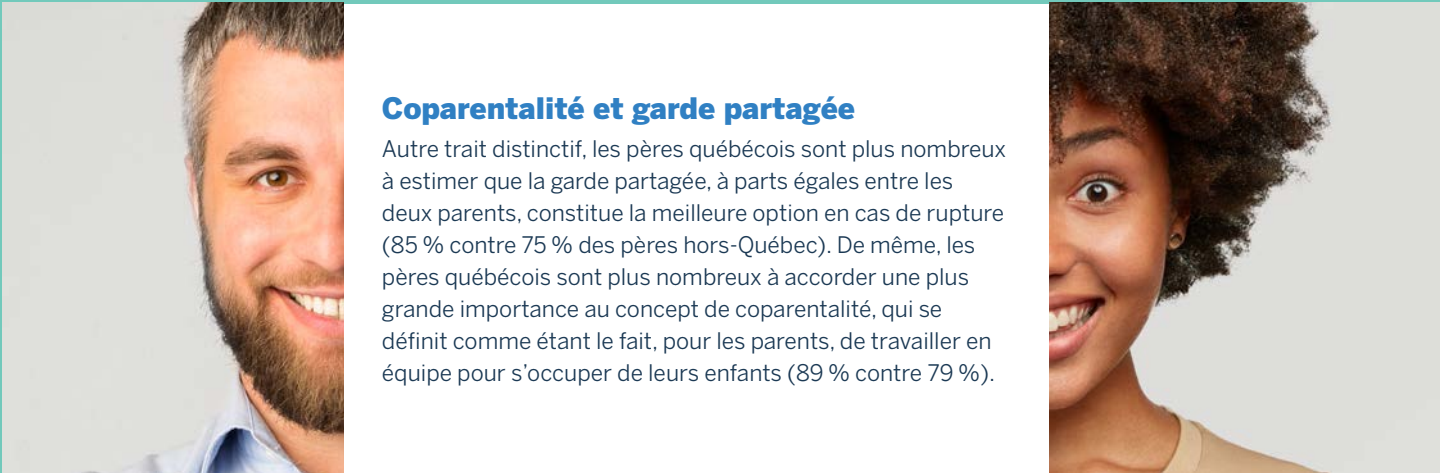 Coparentalité et garde partagée
Autre trait distinctif, les pères québécois sont plus nombreux
à estimer que la garde partagée, à parts égales entre les
deux parents, constitue la meilleure option en cas de rupture
(85 % contre 75 % des pères hors-Québec). De même, les
pères québécois sont plus nombreux à accorder une plus
grande importance au concept de coparentalité, qui se
définit comme étant le fait, pour les parents, de travailler en
équipe pour s’occuper de leurs enfants (89 % contre 79 %).